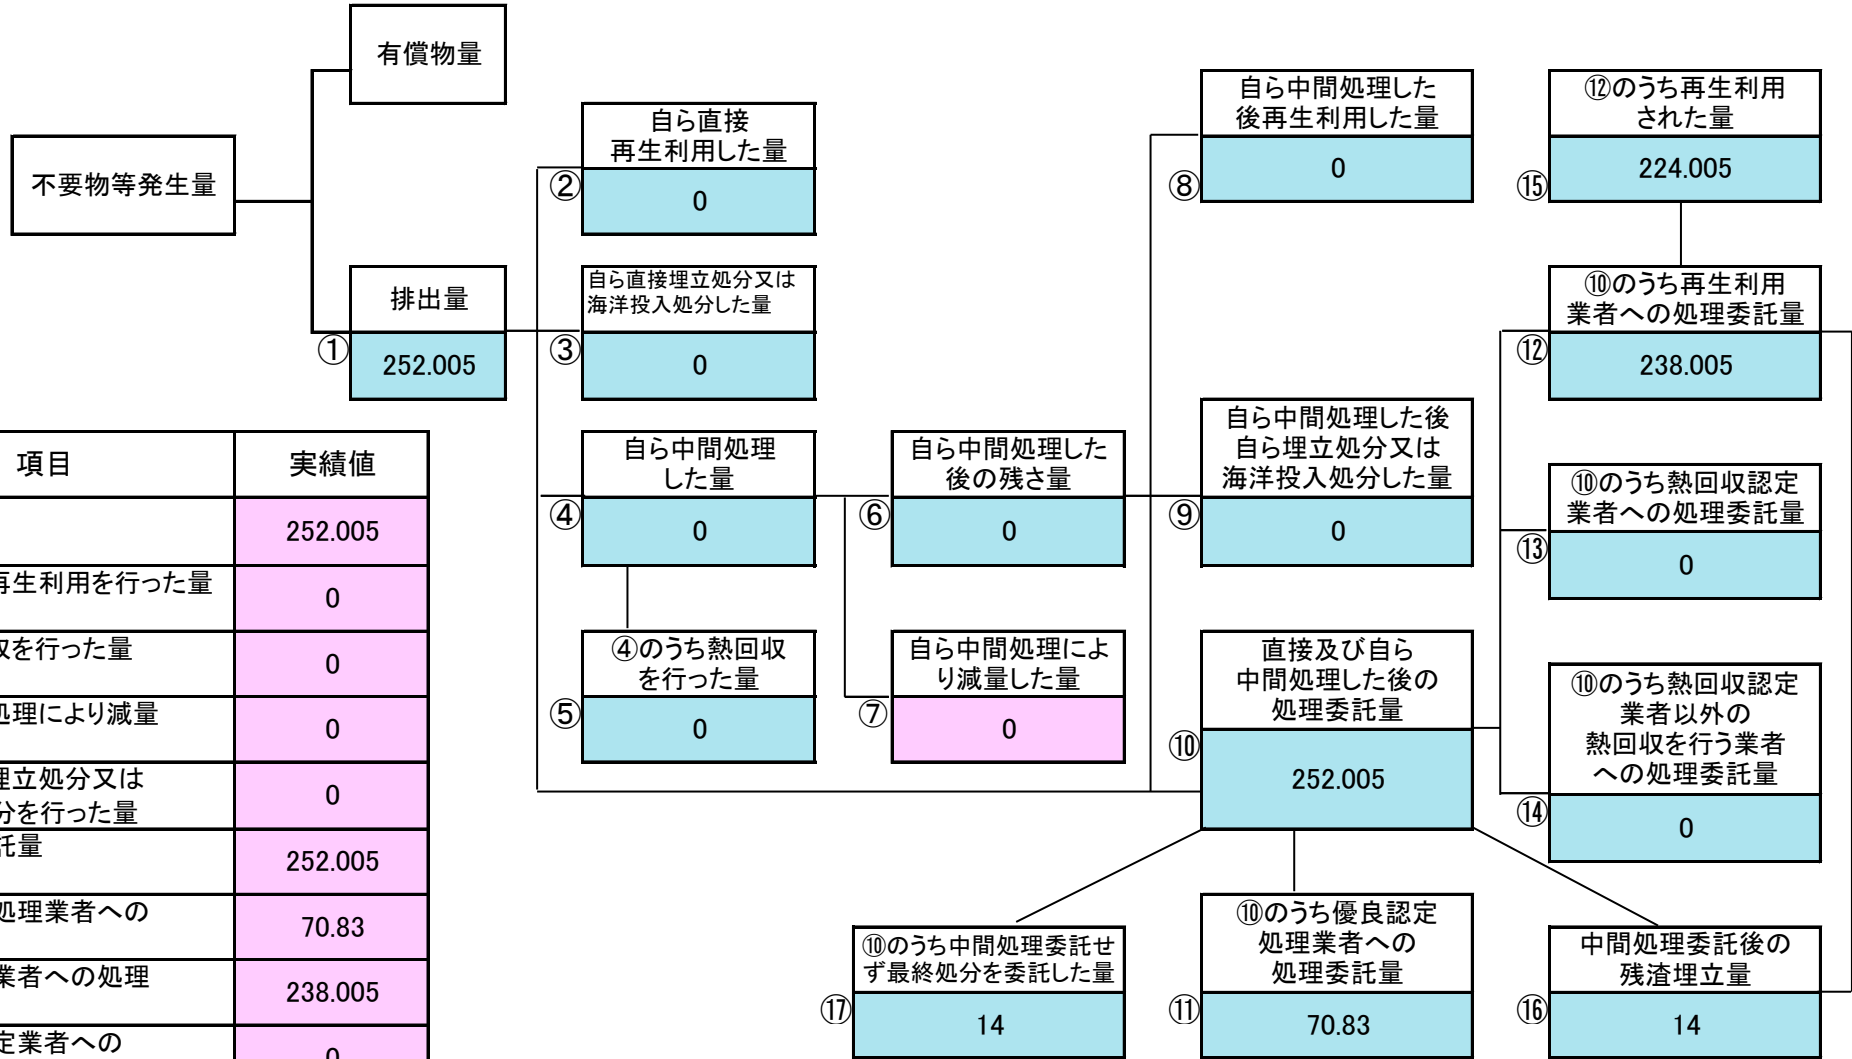 有償物量
不要物等発生量
排出量
①
252.005
自ら直接
再生利用した量
②
0
自ら直接埋立処分又は
海洋投入処分した量
③
0
自ら中間処理
した量
④
0
④のうち熱回収
を行った量
⑤
0
自ら中間処理した
後の残さ量
⑥
0
自ら中間処理によ
り減量した量
⑦
0
自ら中間処理した
後再生利用した量
⑧
0
自ら中間処理した後
自ら埋立処分又は
海洋投入処分した量
⑨
0
直接及び自ら
中間処理した後の
処理委託量
⑩
252.005
⑩のうち中間処理委託せ
ず最終処分を委託した量
⑰
14
⑩のうち優良認定
処理業者への
処理委託量
⑪
70.83
中間処理委託後の
残渣埋立量
⑯
14
⑫のうち再生利用
された量
⑮
224.005
⑩のうち再生利用
業者への処理委託量
⑫
238.005
⑩のうち熱回収認定
業者への処理委託量
⑬
0
⑩のうち熱回収認定
業者以外の
熱回収を行う業者
への処理委託量
⑭
0
項目 実績値
252.005
再生利用を行った量
0
収を行った量
0
処理により減量
0
埋立処分又は
分を行った量
0
託量
252.005
処理業者への
70.83
業者への処理
238.005
定業者への
0